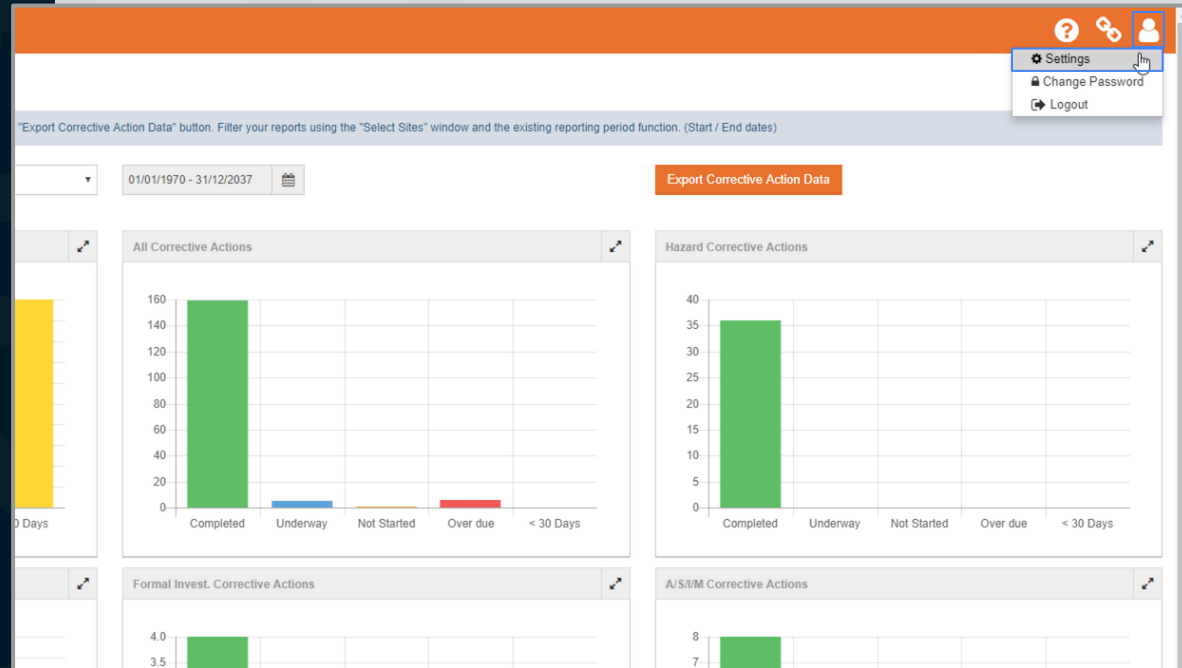 Settings
Change Password
Logout
"Export Corrective Action Data" button. Filter your reports using the "Select Sites" window and the existing reporting period function. (Start / End dates)
01/01/1970 - 31/12/2037
Export Corrective Action Data
All Corrective Actions
160
140
120
100
80
60
40
20
0
Completed Underway Not Started Over due < 30 Days
Hazard Corrective Actions
40
35
30
25
20
15
10
5
0
Completed Underway Not Started Over due < 30 Days
0 Days
Formal Invest. Corrective Actions
4.0
3.5
A/S/I/M Corrective Actions
8
7